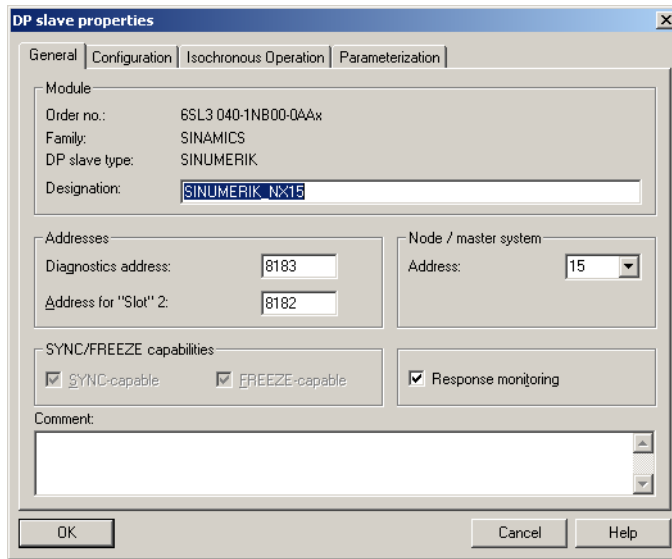 DP slave properties
General Configuration Isochronous Operation Parameterization
Module
Order no.: 6SL3 040-1NB00-0AAx
Family: SINAMICS
DP slave type: SINUMERIK
Designation: SINUMERIK_NX15
Addresses
Diagnostics address: 8183
Address for "Slot" 2: 8182
Node / master system
Address: 15
SYNC/FREEZE capabilities
SYNC-capable FREEZE-capable
Response monitoring
Comment:
OK Cancel Help